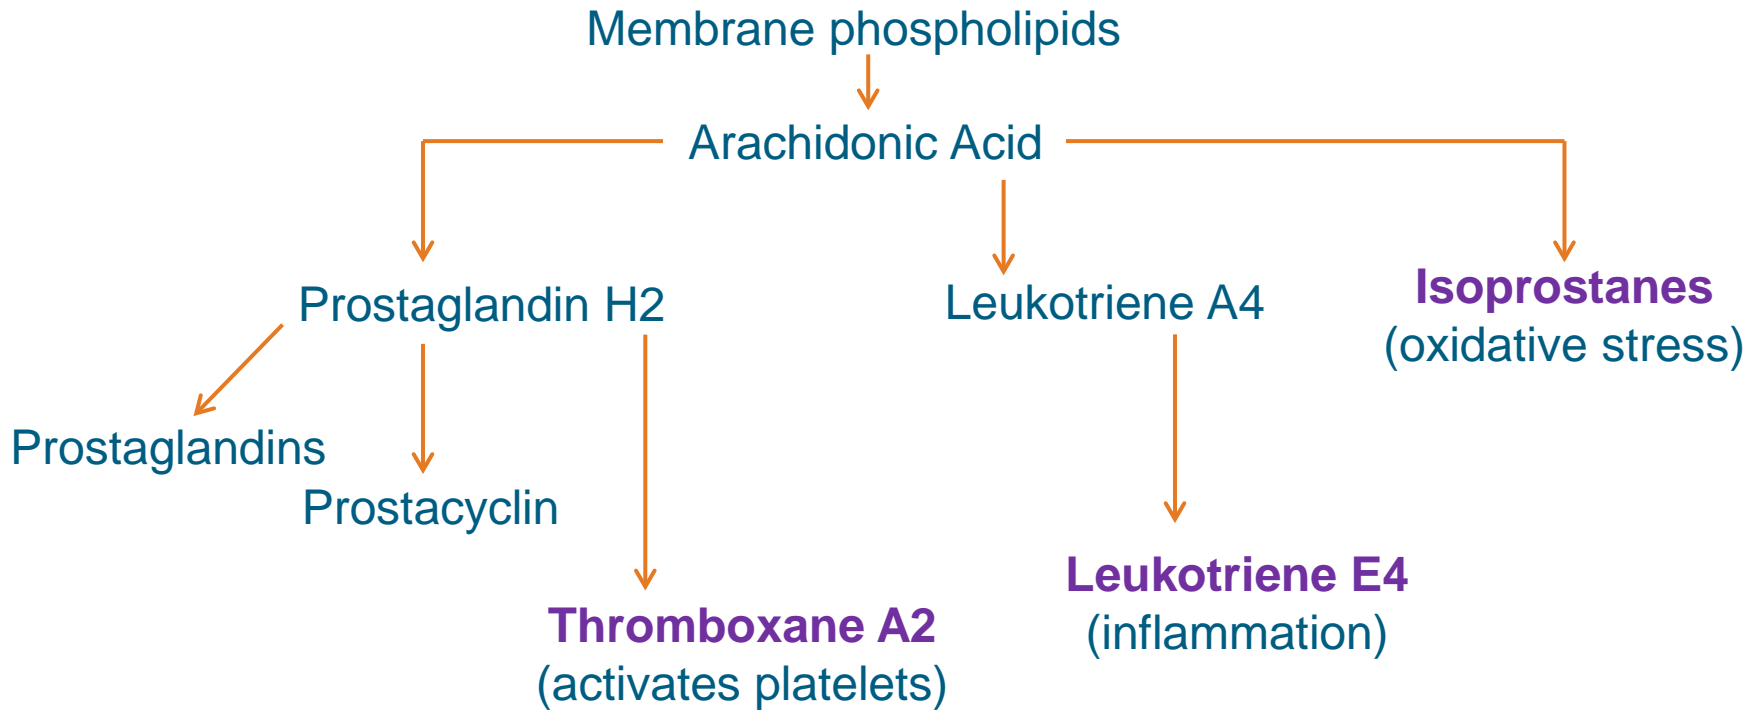 Membrane phospholipids
Arachidonic Acid
Prostaglandin H2
Leukotriene A4
Isoprostanes
(oxidative stress)
Prostaglandins
Prostacyclin
Thromboxane A2
(activates platelets)
Leukotriene E4
(inflammation)